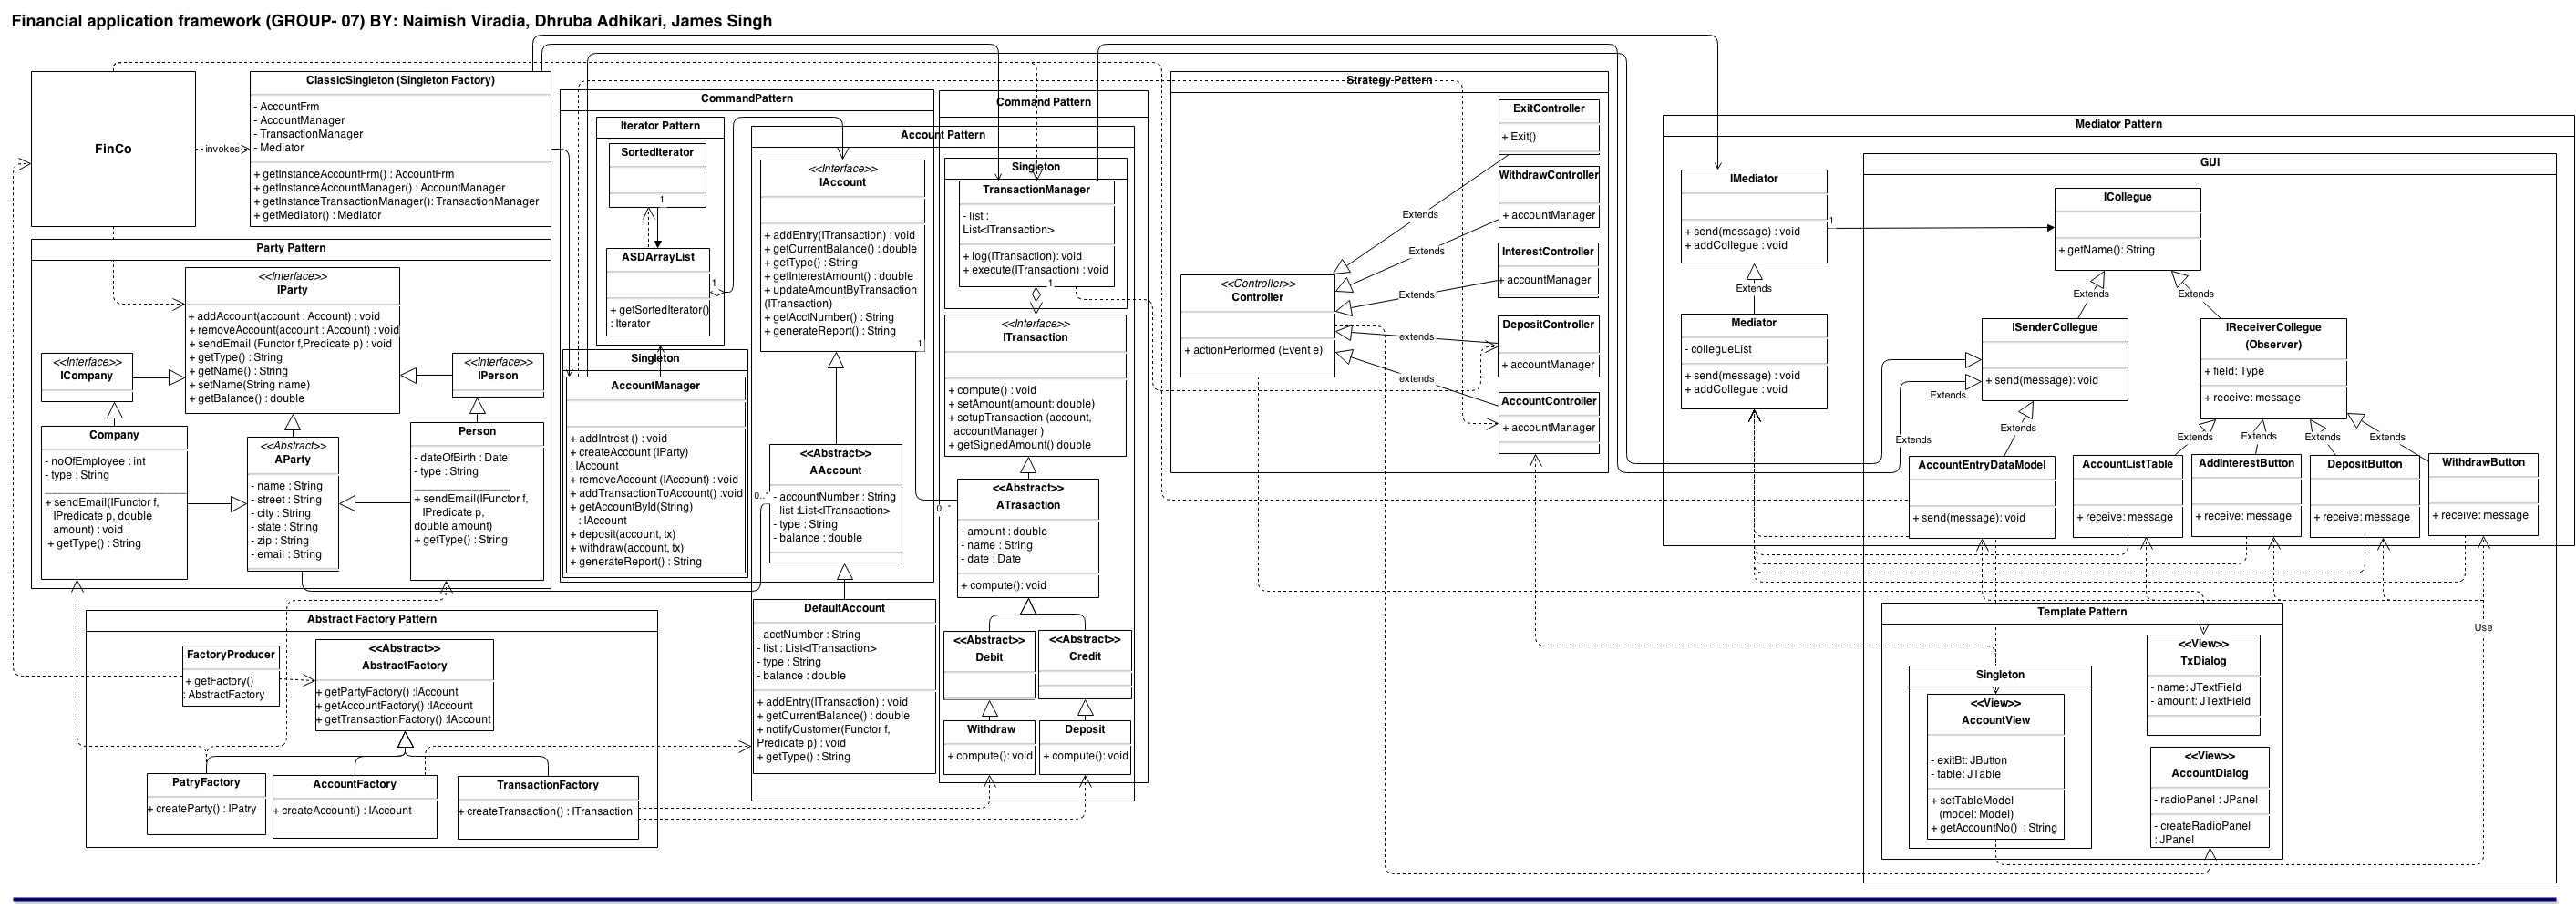 Financial application framework (GROUP- 07) BY: Naimish Viradia, Dhruba Adhikari, James Singh
FinCo
invokes
ClassicSingleton (Singleton Factory)
- AccountFrm
- AccountManager
- TransactionManager
- Mediator
+ getInstanceAccountFrm() : AccountFrm
+ getInstanceAccountManager() : AccountManager
+ getInstanceTransactionManager(): TransactionManager
+ getMediator() : Mediator
Party Pattern
<<Interface>>
IParty
+ addAccount(account : Account) : void
+ removeAccount(account : Account) : void
+ sendEmail (Functor f,Predicate p) : void
+ getType() : String
+ getName() : String
+ setName(String name)
+ getBalance() : double
<<Interface>>
ICompany
<<Interface>>
IPerson
Company
- noOfEmployee : int
- type : String
+ sendEmail(IFunctor f,
IPredicate p, double
amount) : void
+ getType() : String
<<Abstract>>
AParty
- name : String
- street : String
- city : String
- state : String
- zip : String
- email : String
Person
- dateOfBirth : Date
- type : String
+ sendEmail(IFunctor f,
IPredicate p,
double amount)
+ getType() : String
Abstract Factory Pattern
FactoryProducer
+ getFactory()
: AbstractFactory
<<Abstract>>
AbstractFactory
+ getPartyFactory() :IAccount
+ getAccountFactory() :IAccount
+ getTransactionFactory() :IAccount
PatryFactory
+ createParty() : IPatry
AccountFactory
+ createAccount() : IAccount
TransactionFactory
+ createTransaction() : ITransaction
CommandPattern
Iterator Pattern
SortedIterator
1
ASDArrayList
+ getSortedIterator()
: Iterator
1
Singleton
AccountManager
+ addIntrest () : void
+ createAccount (IParty)
: IAccount
+ removeAccount (IAccount) : void
+ addTransactionToAccount() :void
+ getAccountById(String)
: IAccount
+ deposit(account, tx)
+ withdraw(account, tx)
+ generateReport() : String
Account Pattern
<<Interface>>
IAccount
+ addEntry(ITransaction) : void
+ getCurrentBalance() : double
+ getType() : String
+ getInterestAmount() : double
+ updateAmountByTransaction
(ITransaction)
+ getAcctNumber() : String
+ generateReport() : String
1
0..*
<<Abstract>>
AAccount
- accountNumber : String
- list :List<ITransaction>
- type : String
- balance : double
DefaultAccount
- acctNumber : String
- list : List<ITransaction>
- type : String
- balance : double
+ addEntry(ITransaction) : void
+ getCurrentBalance() : double
+ notifyCustomer(Functor f,
Predicate p) : void
+ getType() : String
Command Pattern
Singleton
TransactionManager
- list :
List<ITransaction>
+ log(ITransaction): void
+ execute(ITransaction) : void
1
<<Interface>>
ITransaction
+ compute() : void
+ setAmount(amount: double)
+ setupTransaction (account,
accountManager )
+ getSignedAmount() double
0..*
<<Abstract>>
ATrasaction
- amount : double
- name : String
- date : Date
+ compute(): void
<<Abstract>>
Debit
<<Abstract>>
Credit
Withdraw
+ compute(): void
Deposit
+ compute(): void
Strategy Pattern
<<Controller>>
Controller
+ actionPerformed (Event e)
Extends
Extends
Extends
extends
extends
ExitController
+ Exit()
WithdrawController
+ accountManager
InterestController
+ accountManager
DepositController
+ accountManager
AccountController
+ accountManager
Mediator Pattern
IMediator
+ send(message) : void
+ addCollegue : void
1
Extends
Mediator
- collegueList
+ send(message) : void
+ addCollegue : void
GUI
ICollegue
+ getName(): String
Extends
Extends
ISenderCollegue
+ send(message): void
IReceiverCollegue
(Observer)
+ field: Type
+ receive: message
Extends
Extends
Extends
Extends
Extends
Extends
Extends
AccountEntryDataModel
+ send(message): void
AccountListTable
+ receive: message
AddInterestButton
+ receive: message
DepositButton
+ receive: message
WithdrawButton
+ receive: message
Use
Template Pattern
Singleton
<<View>>
AccountView
- exitBt: JButton
- table: JTable
+ setTableModel
(model: Model)
+ getAccountNo() : String
<<View>>
TxDialog
- name: JTextField
- amount: JTextField
<<View>>
AccountDialog
- radioPanel : JPanel
- createRadioPanel
: JPanel